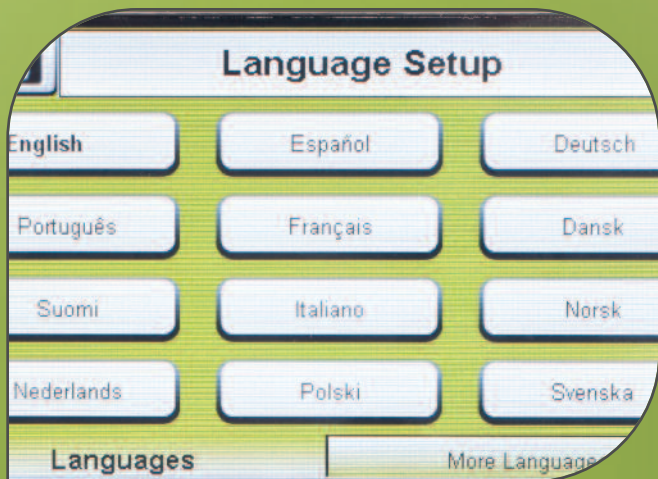 Language Setup
English Español Deutsch
Português Français Dansk
Suomi Italiano Norsk
Nederlands Polski Svenska
Languages More Language